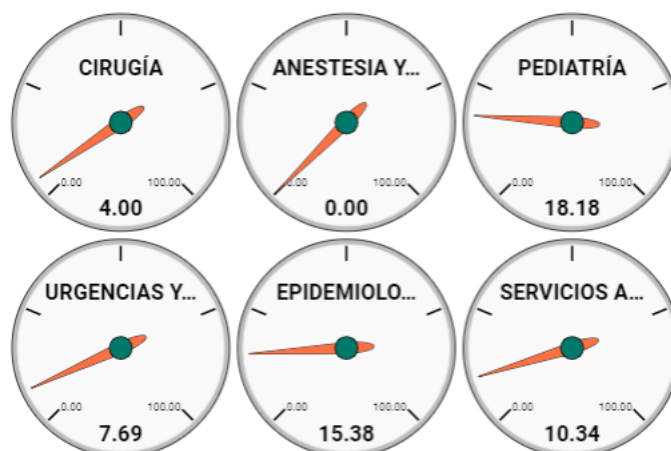 CIRUGÍA
0.00 100.00
4.00
ANESTESIA Y...
0.00 100.00
0.00
PEDIATRÍA
0.00 100.00
18.18
URGENCIAS Y...
0.00 100.00
7.69
EPIDEMIOLO...
0.00 100.00
15.38
SERVICIOS A...
0.00 100.00
10.34